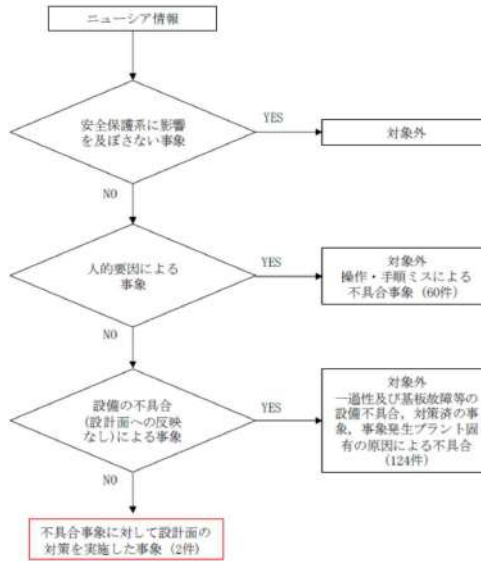 ニューシア情報
安全保護系に影響
を及ぼさない事象
YES
対象外
NO
人的要因による
事象
YES
対象外
操作・手順ミスによる
不具合事象 (60件)
NO
設備の不具合
(設計面への反映
なし)による事象
YES
対象外
一過性及び基板故障等の
設備不具合, 対策済の事
象, 事象発生プラント固
有の原因による不具合
(124件)
NO
不具合事象に対して設計面の
対策を実施した事象 (2件)